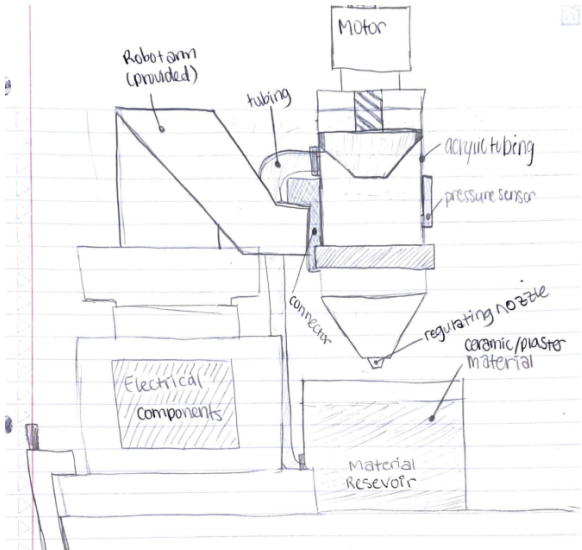 Motor
Robot arm
(provided)
tubing
acrylic tubing
pressure sensor
connector
regulating nozzle
ceramic/plaster
material
Electrical
components
Material
Resevoir